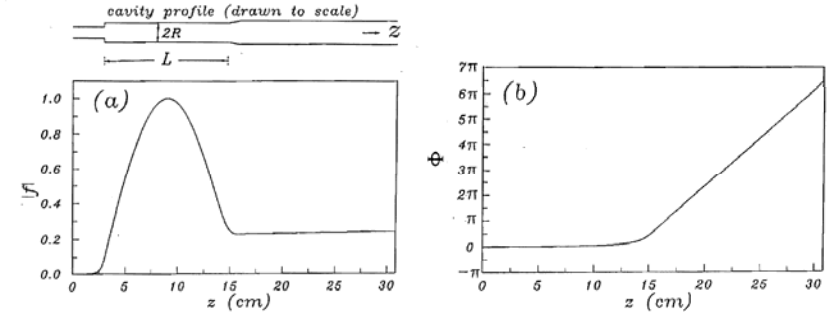 cavity profile (drawn to scale)
2R
z
L
(a)
1.0
0.8
0.6
0.4
0.2
0.0
|f|
0 5 10 15 20 25 30
z (cm)
(b)
7π
6π
5π
4π
3π
2π
π
0
−π
Φ
0 5 10 15 20 25 30
z (cm)